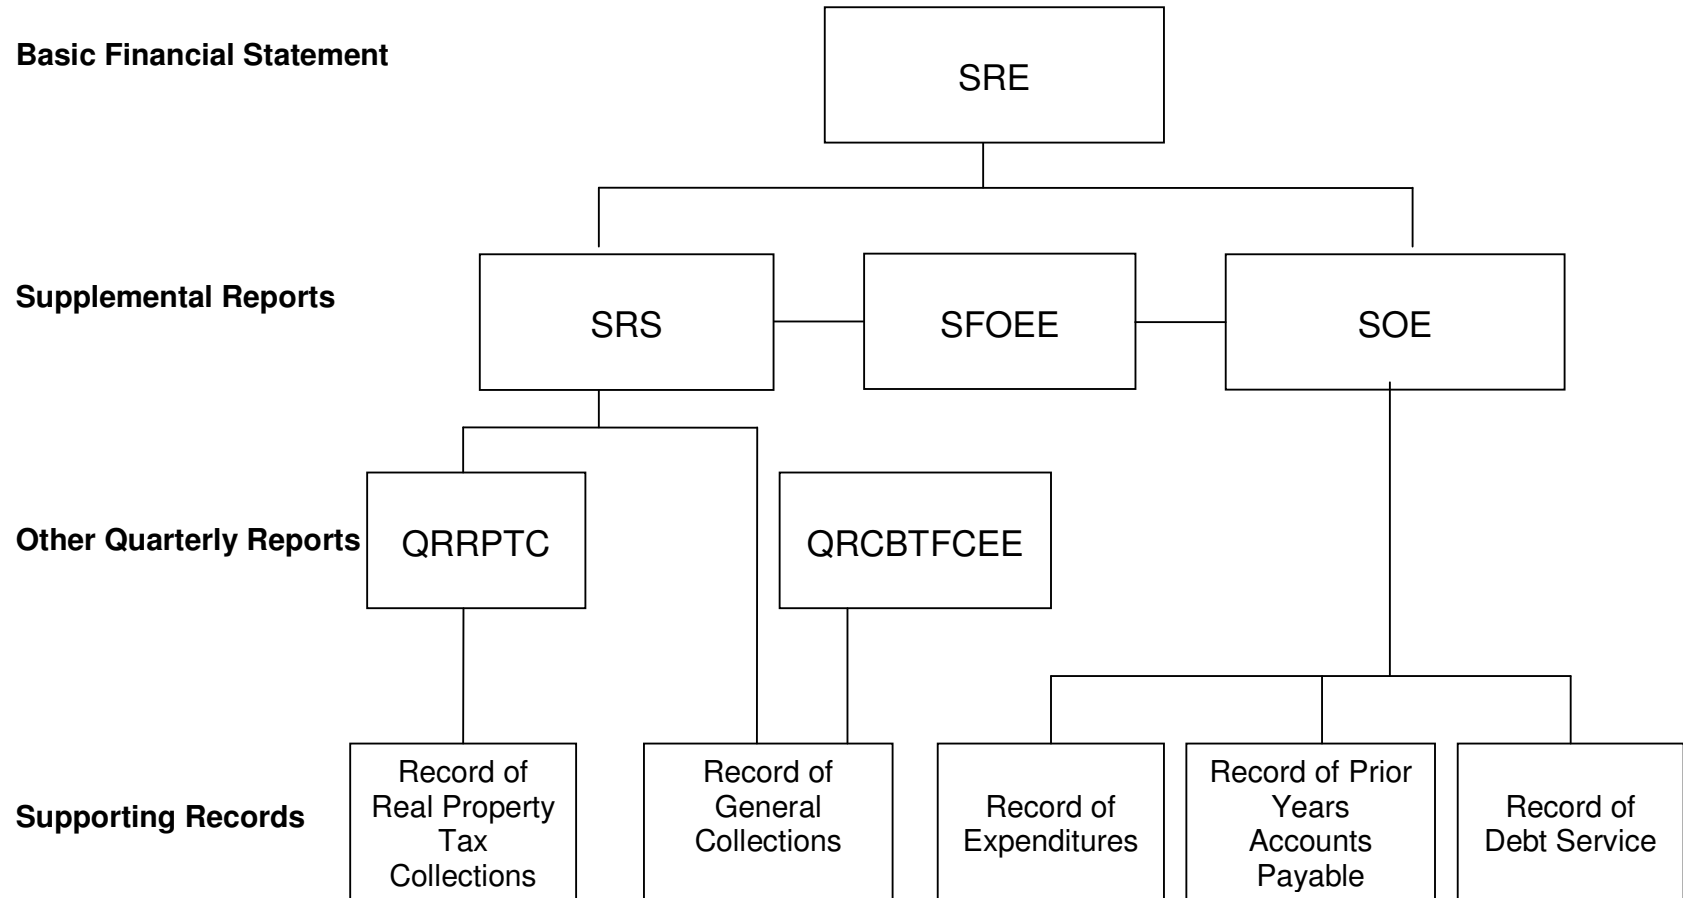 Basic Financial Statement
SRE
Supplemental Reports
SRS
SFOEE
SOE
Other Quarterly Reports
QRRPTC
QRCBTFCEE
Supporting Records
Record of
Real Property
Tax
Collections
Record of
General
Collections
Record of
Expenditures
Record of Prior
Years
Accounts
Payable
Record of
Debt Service